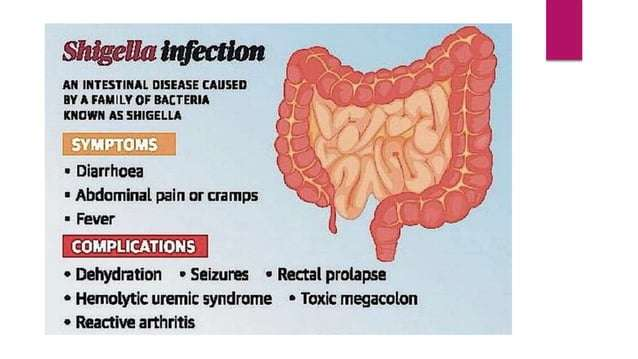 Shigella infection
AN INTESTINAL DISEASE CAUSED
BY A FAMILY OF BACTERIA
KNOWN AS SHIGELLA
SYMPTOMS
• Diarrhoea
• Abdominal pain or cramps
• Fever
COMPLICATIONS
• Dehydration • Seizures • Rectal prolapse
• Hemolytic uremic syndrome • Toxic megacolon
• Reactive arthritis